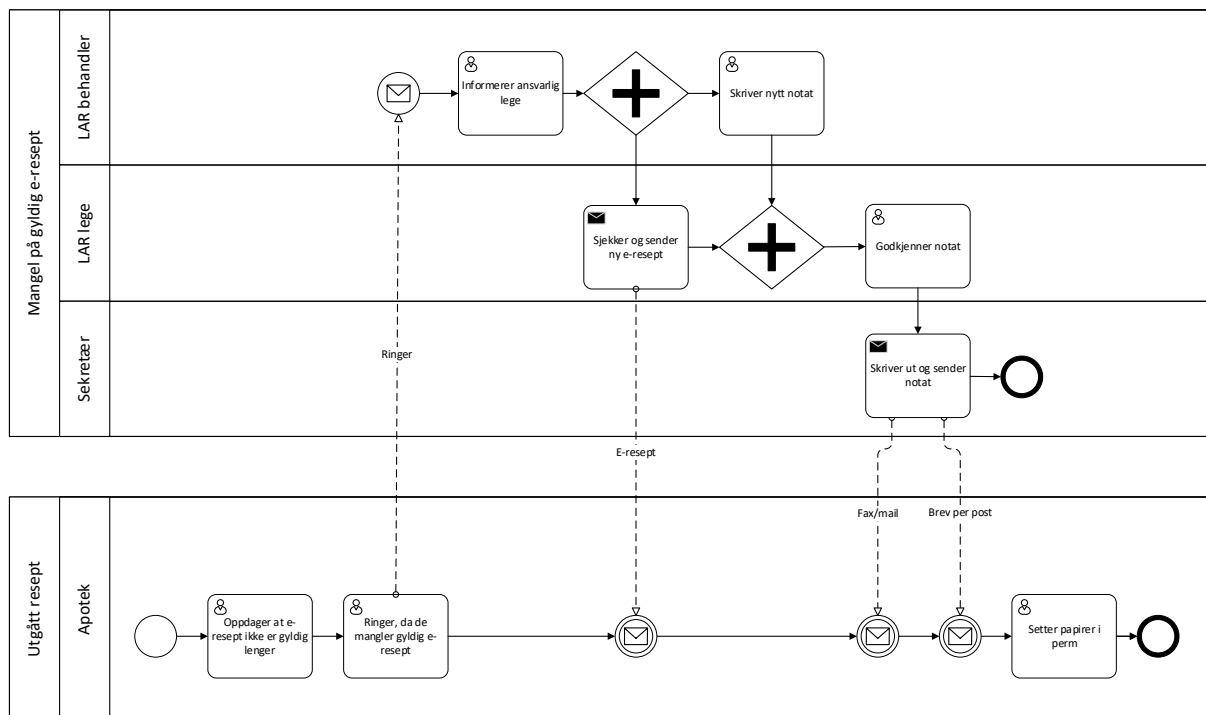 Mangel på gyldig e-resept
LAR behandler
Informerer ansvarlig
lege
Skriver nytt notat
LAR lege
Sjekker og sender
ny e-resept
Godkjenner notat
Sekretær
Skriver ut og sender
notat
Ringer
E-resept
Fax/mail
Brev per post
Utgått resept
Apotek
Oppdager at e-
resept ikke er gyldig
lenger
Ringer, da de
mangler gyldig e-
resept
Setter papirer i
perm